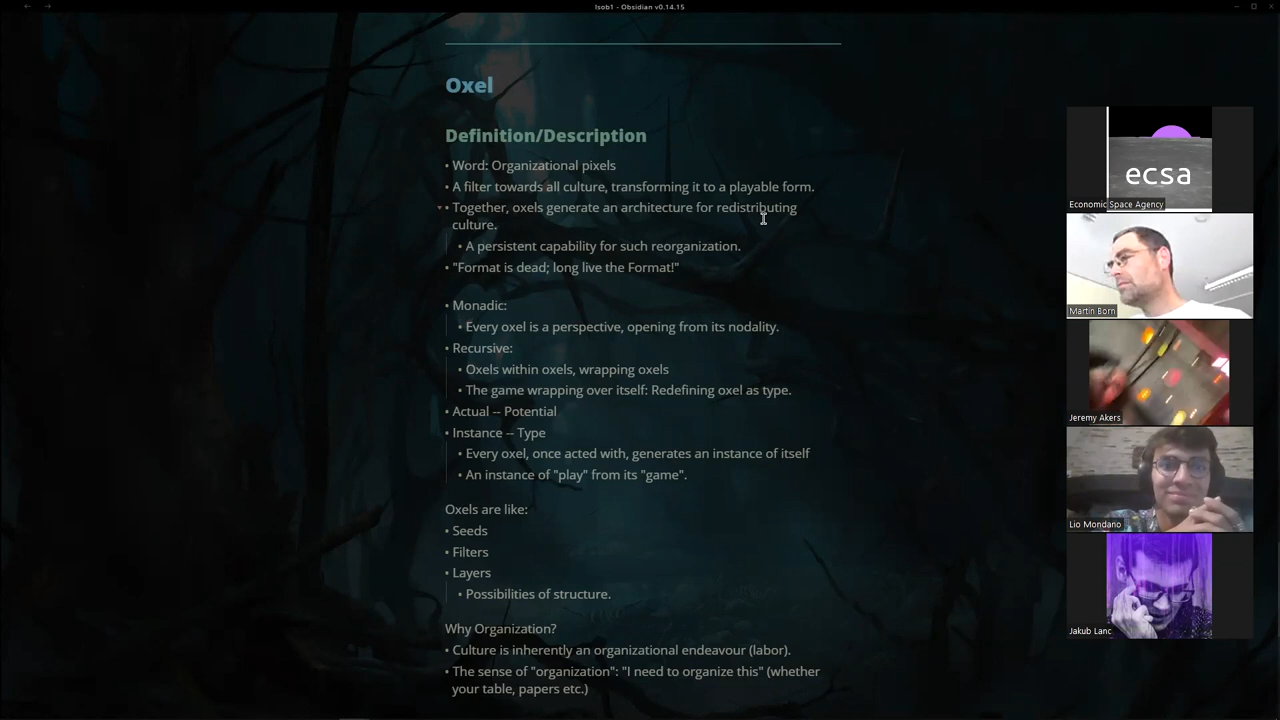 Isob1 - Obsidian v0.14.15
Oxel
Definition/Description
• Word: Organizational pixels
• A filter towards all culture, transforming it to a playable form.
• Together, oxels generate an architecture for redistributing
culture.
• A persistent capability for such reorganization.
• "Format is dead; long live the Format!"
• Monadic:
• Every oxel is a perspective, opening from its nodality.
• Recursive:
• Oxels within oxels, wrapping oxels
• The game wrapping over itself: Redefining oxel as type.
• Actual -- Potential
• Instance -- Type
• Every oxel, once acted with, generates an instance of itself
• An instance of "play" from its "game".
Oxels are like:
• Seeds
• Filters
• Layers
• Possibilities of structure.
Why Organization?
• Culture is inherently an organizational endeavour (labor).
• The sense of "organization": "I need to organize this" (whether
your table, papers etc.)
ecsa
Economic Space Agency
Martin Born
Jeremy Akers
Lio Mondano
Jakub Lanc